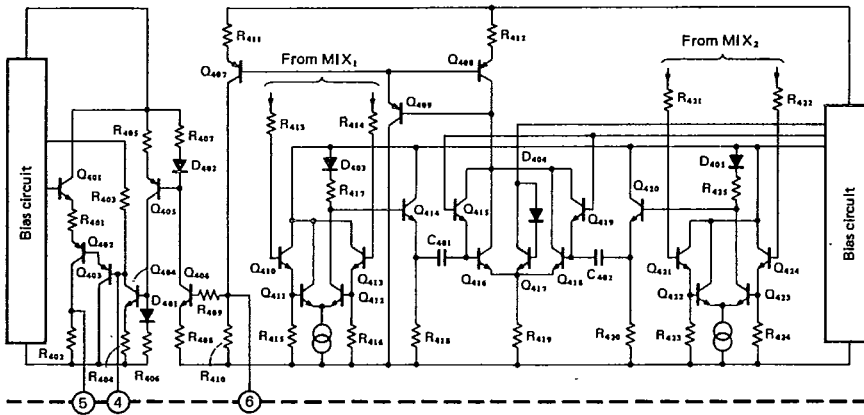 R411
R412
From MIX1
From MIX2
Q407
Q408
R421
R422
Q409
R413
R414
R405
R407
D402
D403
D404
D401
Q401
R403
Q405
R417
R425
Q414
Q415
Q419
Q420
R401
Q402
Q403
Q404
D401
Q406
R409
Q410
Q413
C401
C402
Q421
Q424
Q411
Q412
Q416
Q417
Q418
Q422
Q423
R402
R404
R406
R408
R410
R415
R416
R418
R419
R420
R423
R424
Bias circuit
Bias circuit
5
4
6